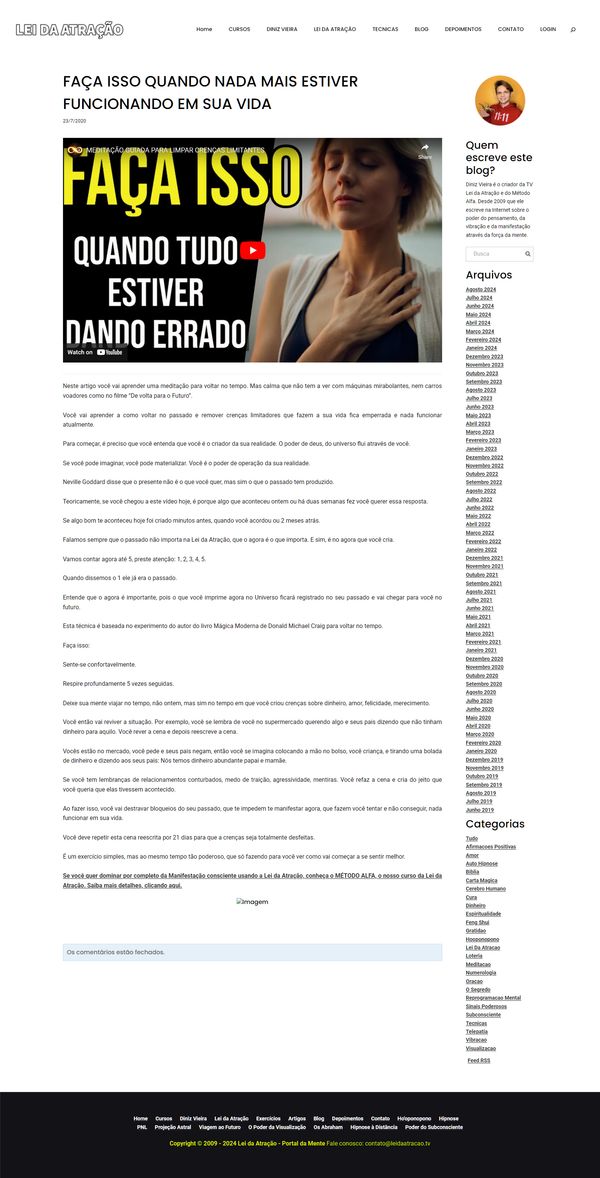 LEI DA ATRAÇÃO
Home CURSOS DINIZ VIEIRA LEI DA ATRAÇÃO TECNICAS BLOG DEPOIMENTOS CONTATO LOGIN
FAÇA ISSO QUANDO NADA MAIS ESTIVER
FUNCIONANDO EM SUA VIDA
23/7/2020
MEDITAÇÃO GUIADA PARA LIMPAR CRENÇAS LIMITANTES
Share
FAÇA ISSO
QUANDO TUDO
ESTIVER
DANDO ERRADO
Watch on YouTube
Neste artigo você vai aprender uma meditação para voltar no tempo. Mas calma que não tem a ver com máquinas mirabolantes, nem carros
voadores como no filme "De volta para o Futuro".
Você vai aprender a como voltar no passado e remover crenças limitadores que fazem a sua vida fica emperrada e nada funcionar
atualmente.
Para começar, é preciso que você entenda que você é o criador da sua realidade. O poder de deus, do universo flui através de você.
Se você pode imaginar, você pode materializar. Você é o poder de operação da sua realidade.
Neville Goddard disse que o presente não é o que você quer, mas sim o que o passado tem produzido.
Teoricamente, se você chegou a este vídeo hoje, é porque algo que aconteceu ontem ou há duas semanas fez você querer essa resposta.
Se algo bom te aconteceu hoje foi criado minutos antes, quando você acordou ou 2 meses atrás.
Falamos sempre que o passado não importa na Lei da Atração, que o agora é o que importa. E sim, é no agora que você cria.
Vamos contar agora até 5, preste atenção: 1, 2, 3, 4, 5.
Quando dissemos o 1 ele já era o passado.
Entende que o agora é importante, pois o que você imprime agora no Universo ficará registrado no seu passado e vai chegar para você no
futuro.
Esta técnica é baseada no experimento do autor do livro Mágica Moderna de Donald Michael Craig para voltar no tempo.
Faça isso:
Sente-se confortavelmente.
Respire profundamente 5 vezes seguidas.
Deixe sua mente viajar no tempo, não ontem, mas sim no tempo em que você criou crenças sobre dinheiro, amor, felicidade, merecimento.
Você então vai reviver a situação. Por exemplo, você se lembra de você no supermercado querendo algo e seus pais dizendo que não tinham
dinheiro para aquilo. Você rever a cena e depois reescreve a cena.
Vocês estão no mercado, você pede e seus pais negam, então você se imagina colocando a mão no bolso, você criança, e tirando uma bolada
de dinheiro e dizendo aos seus pais: Nós temos dinheiro abundante papai e mamãe.
Se você tem lembranças de relacionamentos conturbados, medo de traição, agressividade, mentiras. Você refaz a cena e cria do jeito que
você queria que elas tivessem acontecido.
Ao fazer isso, você vai destravar bloqueios do seu passado, que te impedem te manifestar agora, que fazem você tentar e não conseguir, nada
funcionar em sua vida.
Você deve repetir esta cena reescrita por 21 dias para que a crenças seja totalmente desfeitas.
É um exercício simples, mas ao mesmo tempo tão poderoso, que só fazendo para você ver como vai começar a se sentir melhor.
Se você quer dominar por completo da Manifestação consciente usando a Lei da Atração, conheça o MÉTODO ALFA, o nosso curso da Lei da
Atração. Saiba mais detalhes, clicando aqui.
Imagem
Os comentários estão fechados.
11:11
Quem
escreve este
blog?
Diniz Vieira é o criador da TV
Lei da Atração e do Método
Alfa. Desde 2009 que ele
escreve na Internet sobre o
poder do pensamento, da
vibração e da manifestação
através da força da mente.
Busca
Arquivos
Agosto 2024
Julho 2024
Junho 2024
Maio 2024
Abril 2024
Março 2024
Fevereiro 2024
Janeiro 2024
Dezembro 2023
Novembro 2023
Outubro 2023
Setembro 2023
Agosto 2023
Julho 2023
Junho 2023
Maio 2023
Abril 2023
Março 2023
Fevereiro 2023
Janeiro 2023
Dezembro 2022
Novembro 2022
Outubro 2022
Setembro 2022
Agosto 2022
Julho 2022
Junho 2022
Maio 2022
Abril 2022
Março 2022
Fevereiro 2022
Janeiro 2022
Dezembro 2021
Novembro 2021
Outubro 2021
Setembro 2021
Agosto 2021
Julho 2021
Junho 2021
Maio 2021
Abril 2021
Março 2021
Fevereiro 2021
Janeiro 2021
Dezembro 2020
Novembro 2020
Outubro 2020
Setembro 2020
Agosto 2020
Julho 2020
Junho 2020
Maio 2020
Abril 2020
Março 2020
Fevereiro 2020
Janeiro 2020
Dezembro 2019
Novembro 2019
Outubro 2019
Setembro 2019
Agosto 2019
Julho 2019
Junho 2019
Categorias
Tudo
Afirmacoes Positivas
Amor
Auto Hipnose
Biblia
Carta Magica
Cerebro Humano
Cura
Dinheiro
Espiritualidade
Feng Shui
Gratidao
Hooponopono
Lei Da Atracao
Loteria
Meditacao
Numerologia
Oracao
O Segredo
Reprogramacao Mental
Sinais Poderosos
Subconsciente
Tecnicas
Telepatia
Vibracao
Visualizacao
Feed RSS
Home Cursos Diniz Vieira Lei da Atração Exercícios Artigos Blog Depoimentos Contato Ho'oponopono Hipnose
PNL Projeção Astral Viagem ao Futuro O Poder da Visualização Os Abraham Hipnose à Distância Poder do Subconsciente
Copyright © 2009 - 2024 Lei da Atração - Portal da Mente Fale conosco: contato@leidaatracao.tv